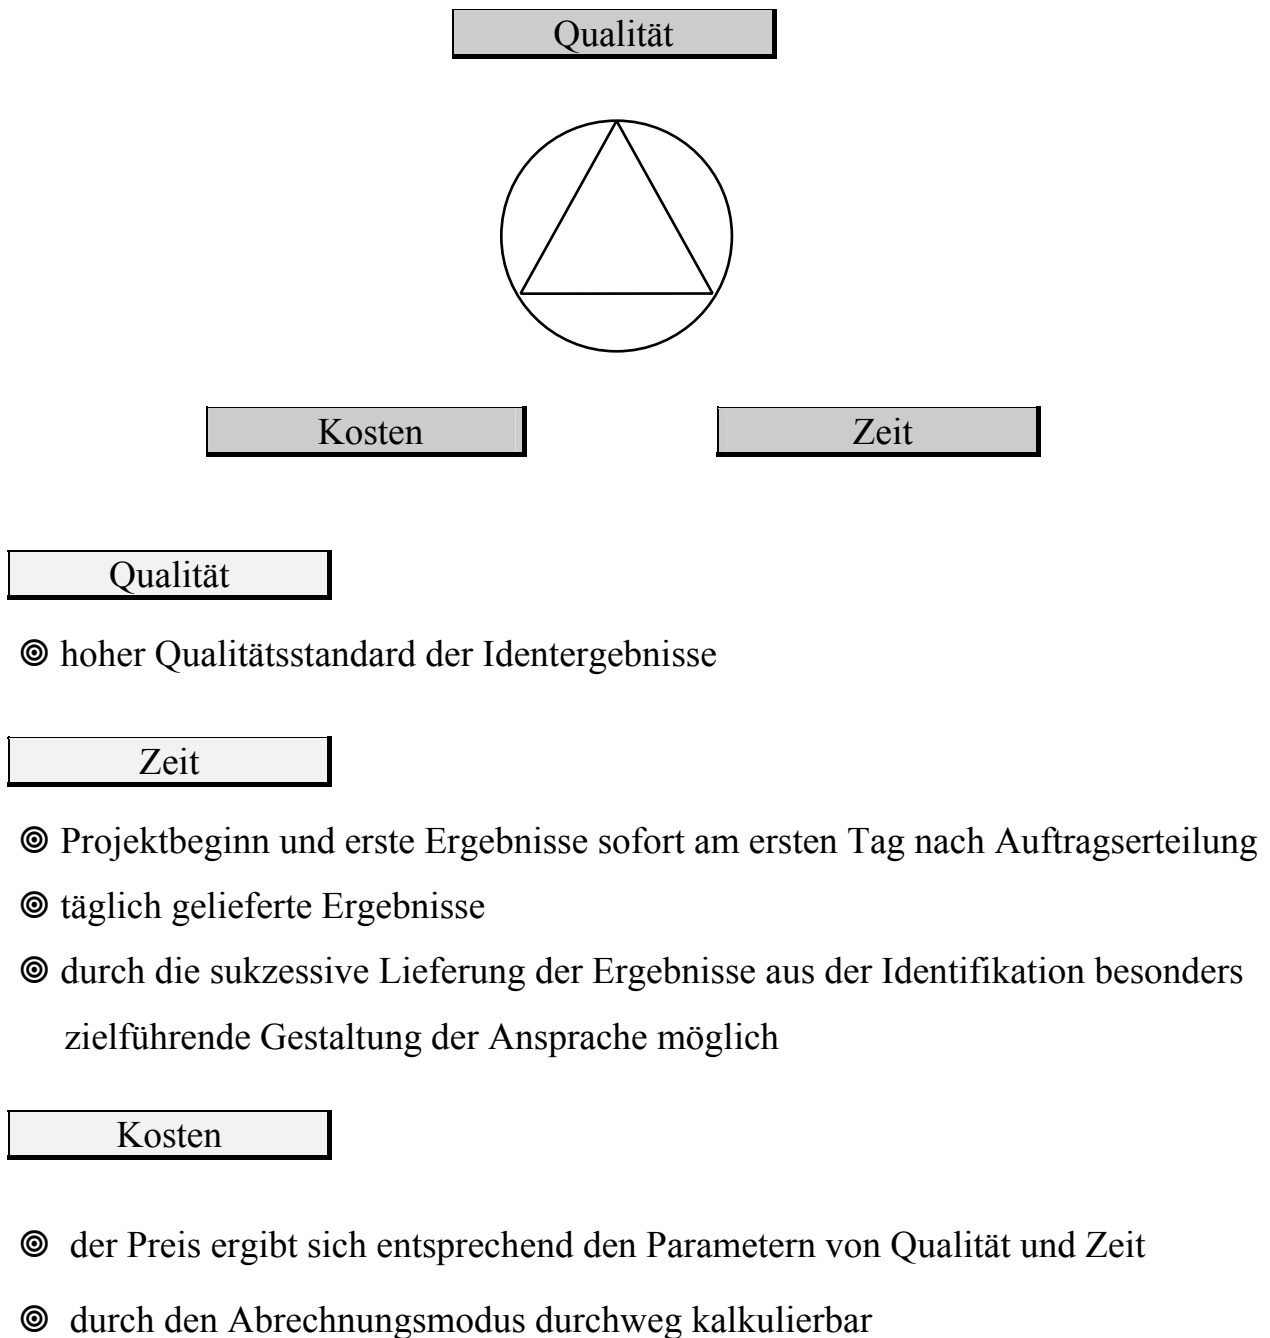 Qualität
Kosten
Zeit
Qualität
◎ hoher Qualitätsstandard der Identergebnisse
Zeit
◎ Projektbeginn und erste Ergebnisse sofort am ersten Tag nach Auftragserteilung
◎ täglich gelieferte Ergebnisse
◎ durch die sukzessive Lieferung der Ergebnisse aus der Identifikation besonders
zielführende Gestaltung der Ansprache möglich
Kosten
◎ der Preis ergibt sich entsprechend den Parametern von Qualität und Zeit
◎ durch den Abrechnungsmodus durchweg kalkulierbar